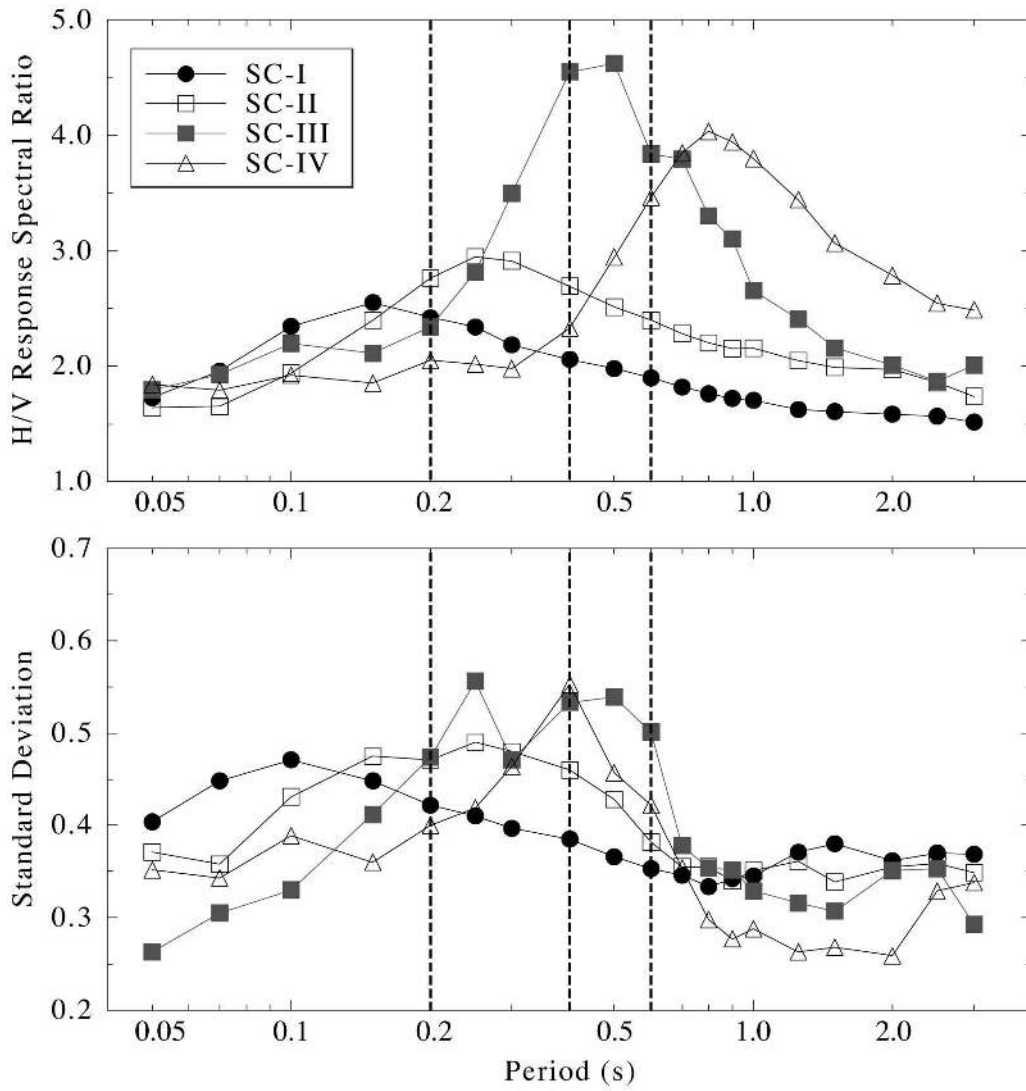 5.0
4.0
3.0
2.0
1.0
H/V Response Spectral Ratio
SC-I
SC-II
SC-III
SC-IV
0.05 0.1 0.2 0.5 1.0 2.0
0.7
0.6
0.5
0.4
0.3
0.2
Standard Deviation
0.05 0.1 0.2 0.5 1.0 2.0
Period (s)